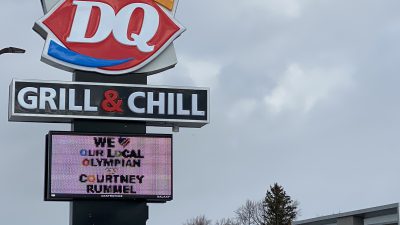 DQ
GRILL & CHILL
WE ♥
OUR LOCAL
OLYMPIAN
COURTNEY
RUMMEL